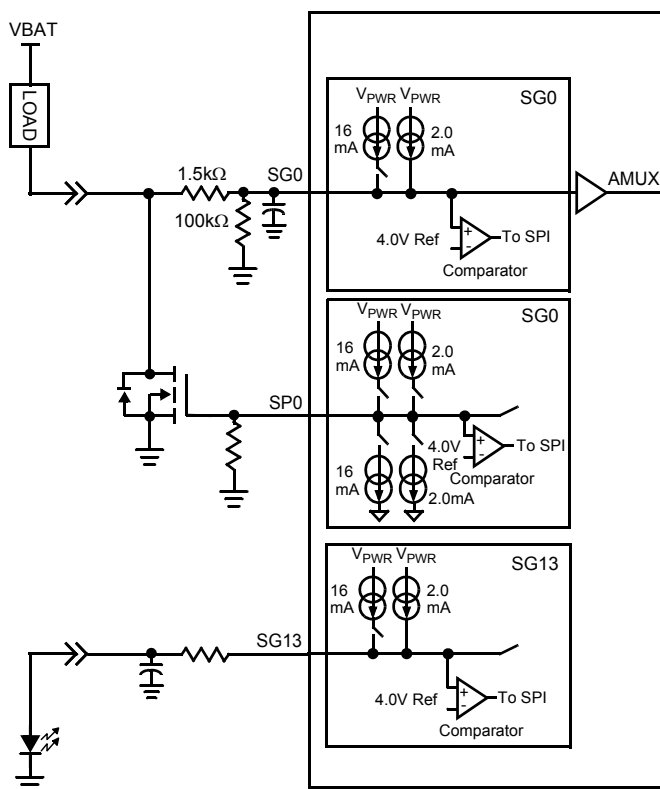 VBAT
LOAD
1.5kΩ
100kΩ
SG0
SG0
VPWR VPWR
16 mA
2.0 mA
4.0V Ref
To SPI
Comparator
AMUX
SG0
VPWR VPWR
16 mA
2.0 mA
SP0
4.0V Ref
To SPI
Comparator
16 mA
2.0mA
SG13
VPWR VPWR
16 mA
2.0 mA
SG13
4.0V Ref
To SPI
Comparator
+
-
+
-
+
-